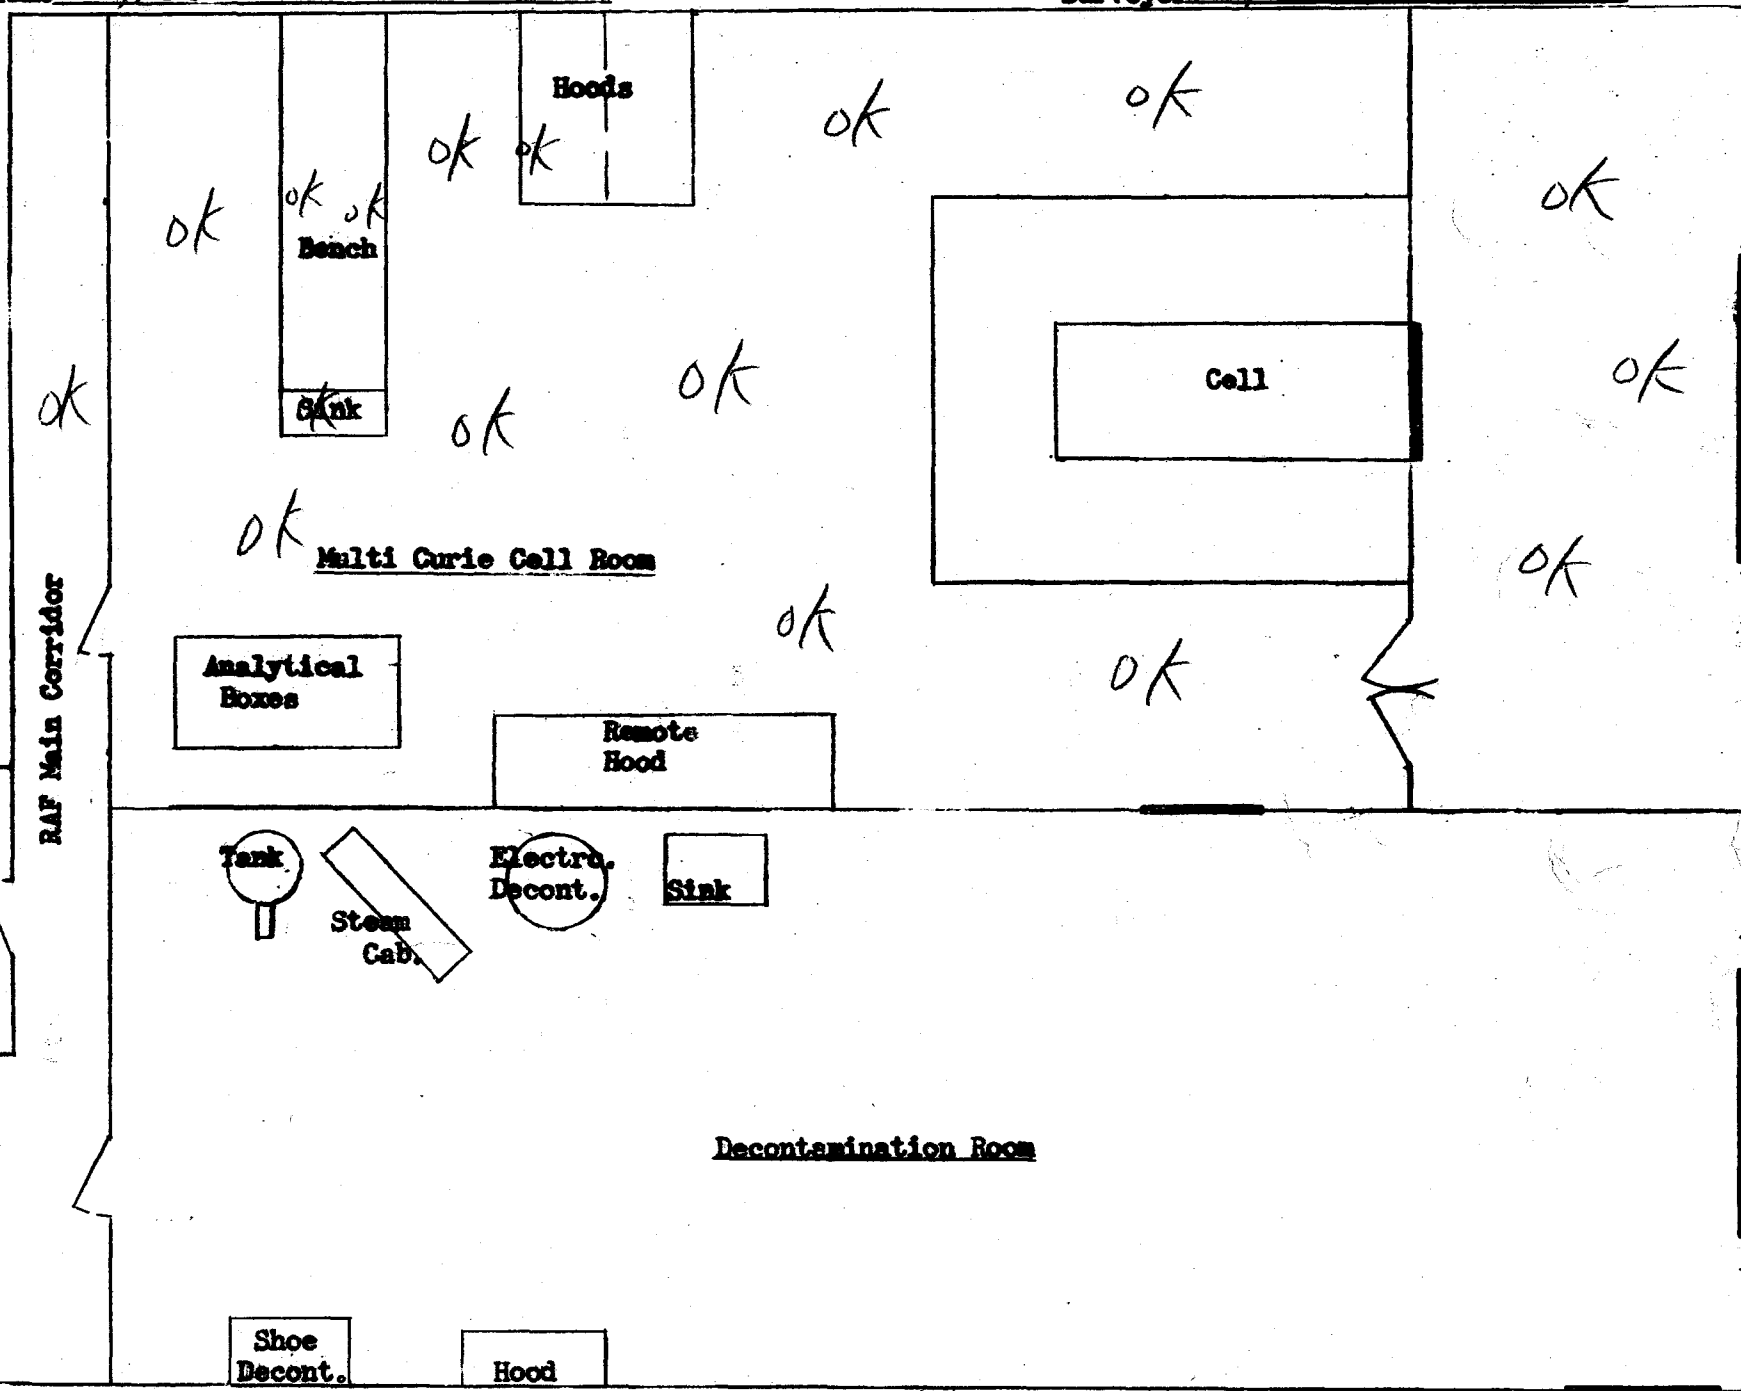 Hoods
OK
OK
OK
OK
OK
OK
OK
OK
OK
Bench
Cell
OK
OK
OK
Sink
OK
OK
OK
Multi Curie Cell Room
OK
OK
RAF Main Corridor
Analytical
Boxes
Remote
Hood
Tank
Electro.
Decont.
Sink
Steam
Cab.
Decontamination Room
Shoe
Decont.
Hood